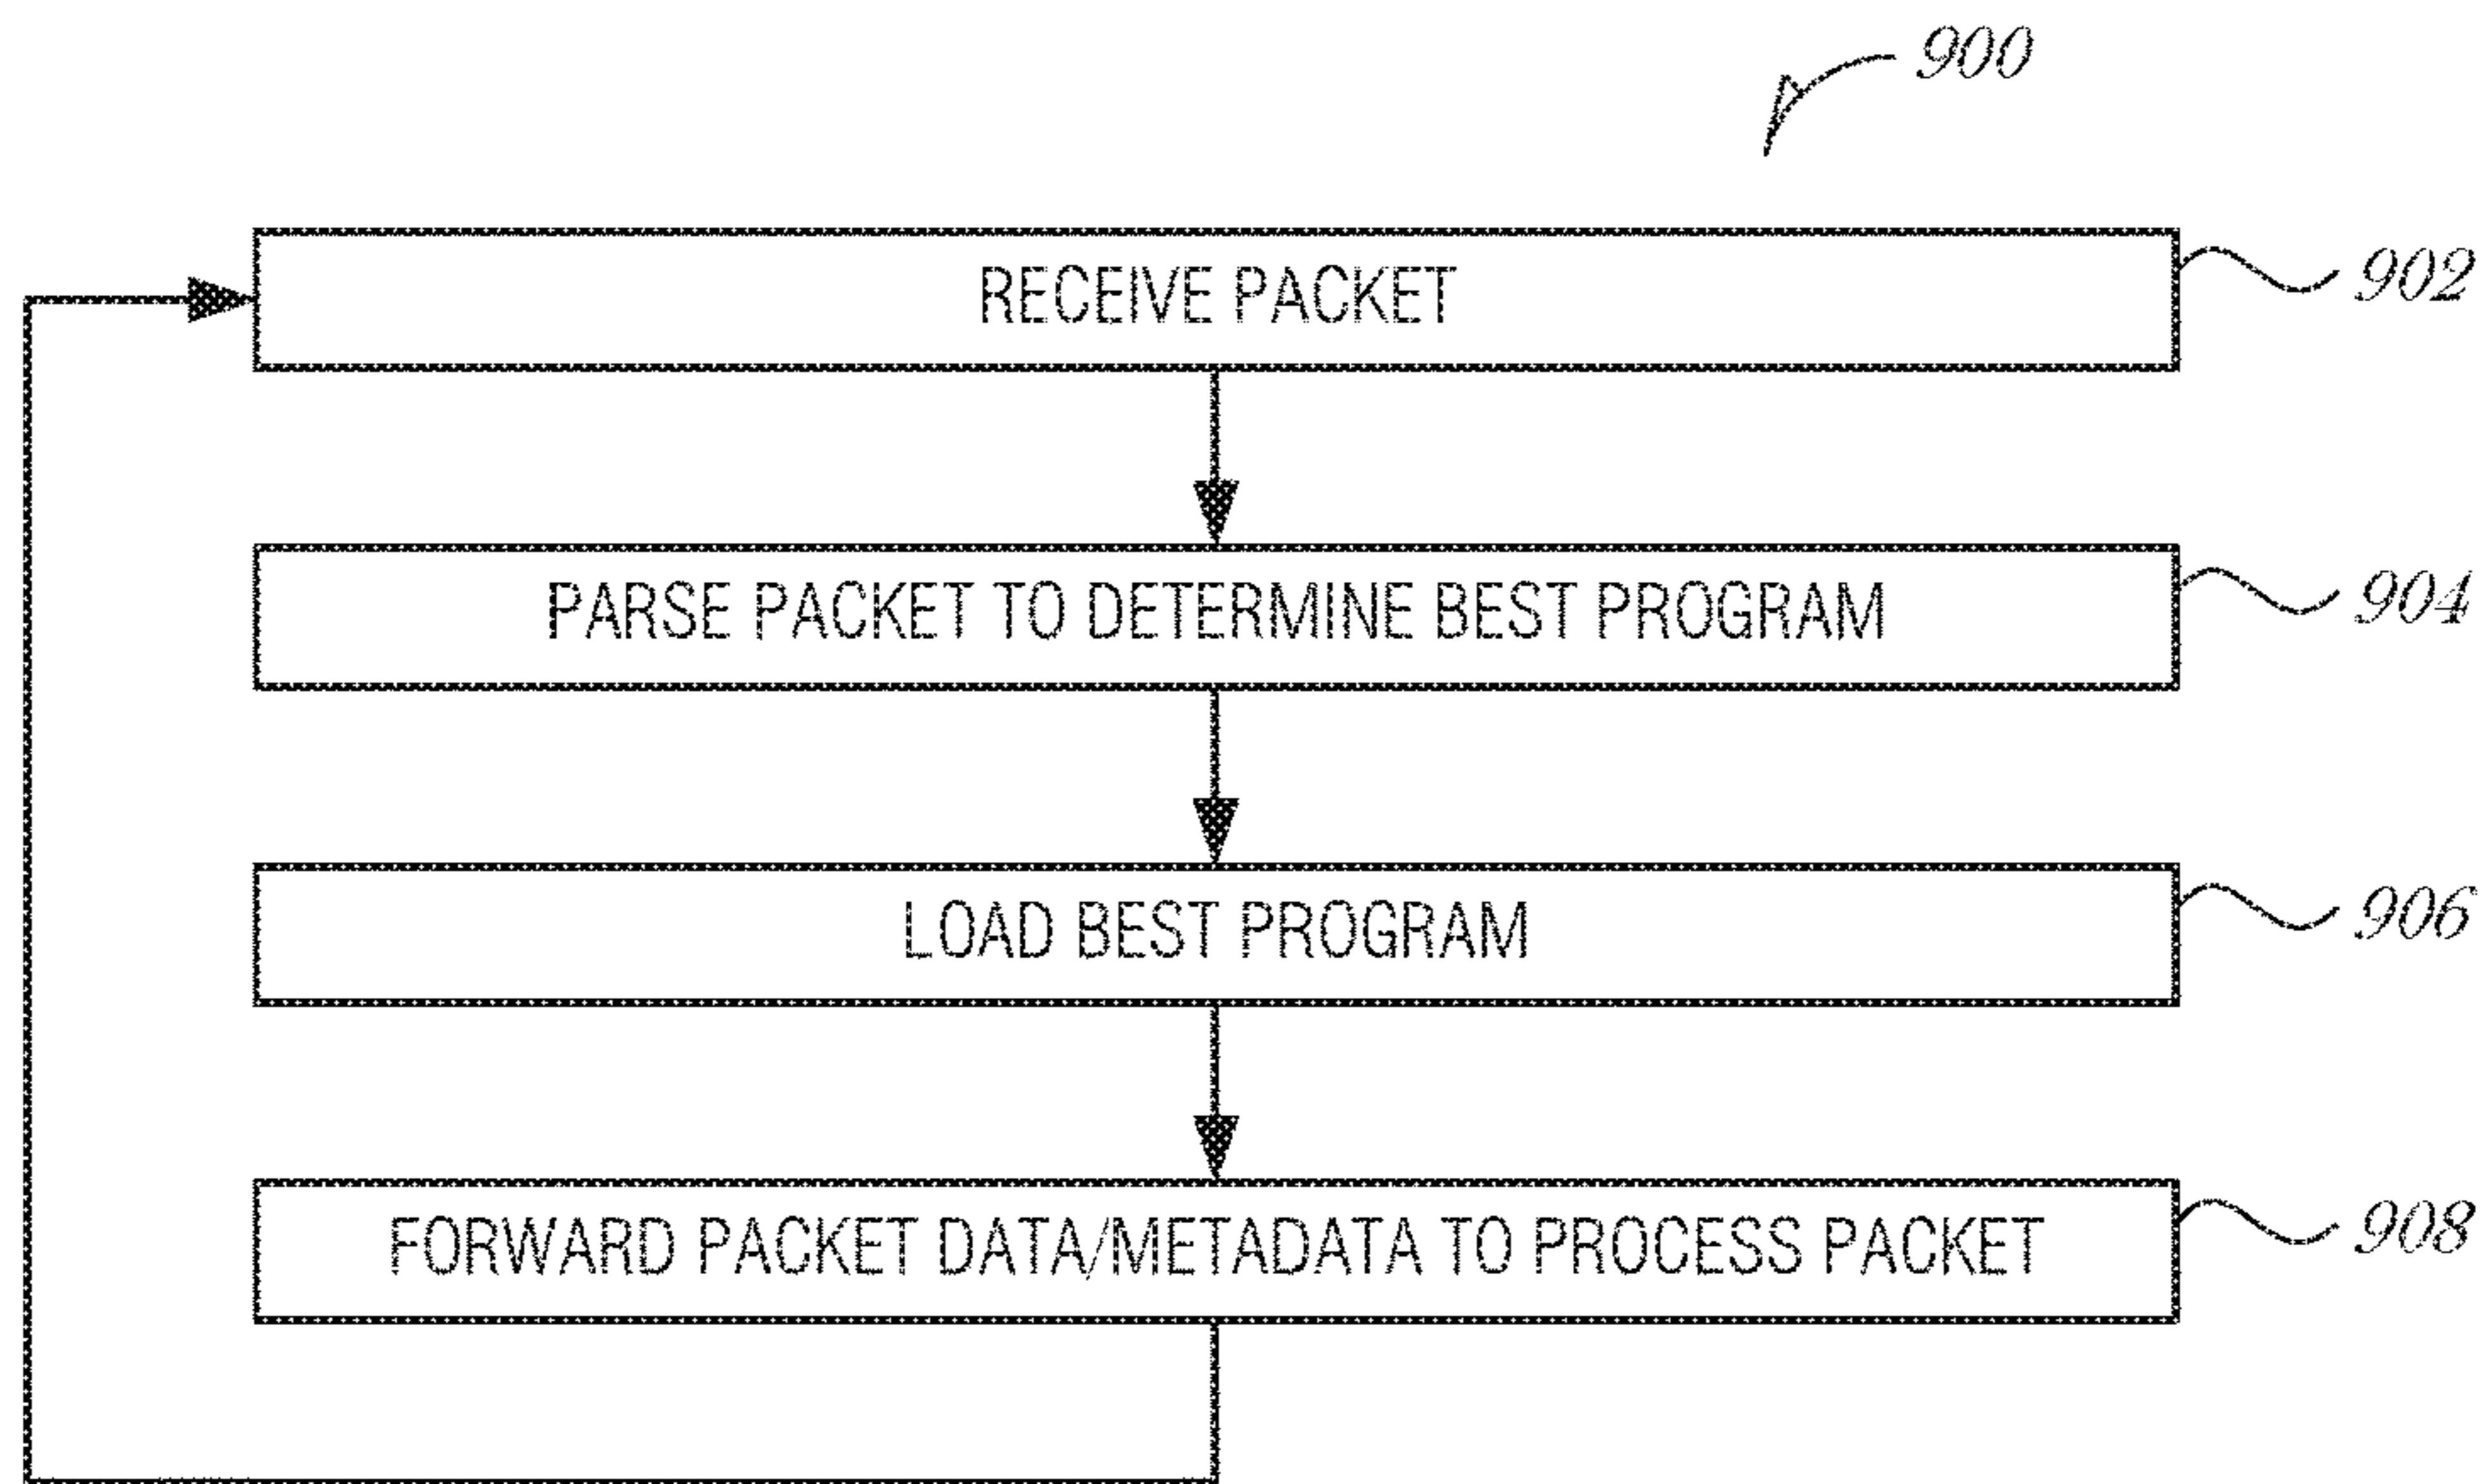 900
RECEIVE PACKET
902
PARSE PACKET TO DETERMINE BEST PROGRAM
904
LOAD BEST PROGRAM
906
FORWARD PACKET DATA/METADATA TO PROCESS PACKET
908